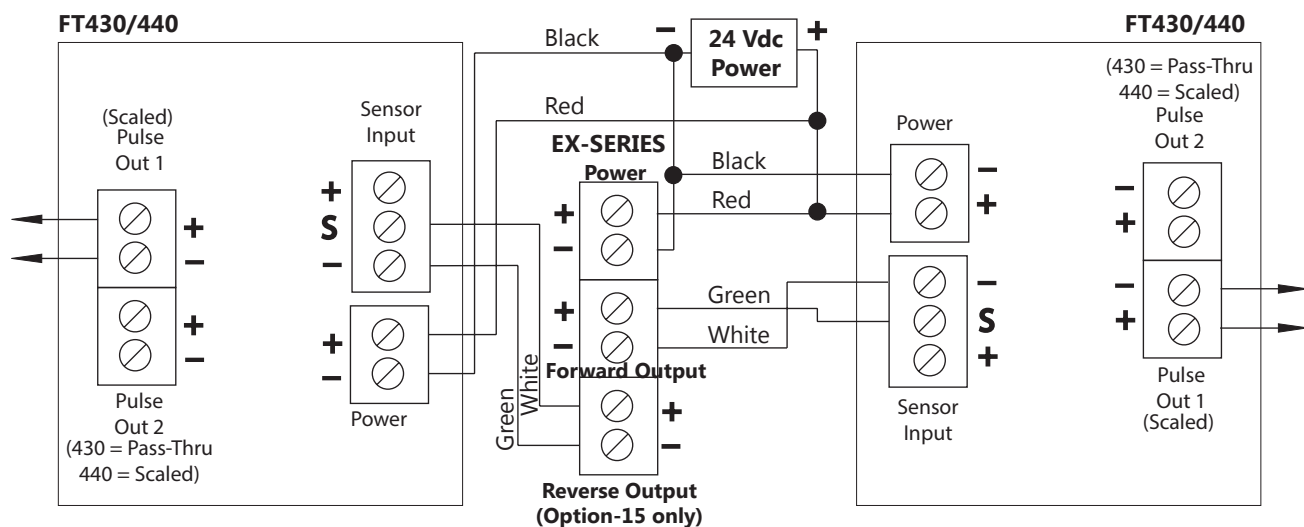 FT430/440
(Scaled)
Pulse
Out 1
+
−
+
−
Pulse
Out 2
(430 = Pass-Thru
440 = Scaled)
Sensor
Input
+
S
−
+
−
Power
Black
Red
− 24 Vdc +
Power
EX-SERIES
Power
+
−
Black
Red
+
−
Green
White
Forward Output
Green
White
+
−
Reverse Output
(Option-15 only)
FT430/440
(430 = Pass-Thru
440 = Scaled)
Pulse
Out 2
Power
−
+
−
S
+
Sensor
Input
−
+
−
+
Pulse
Out 1
(Scaled)